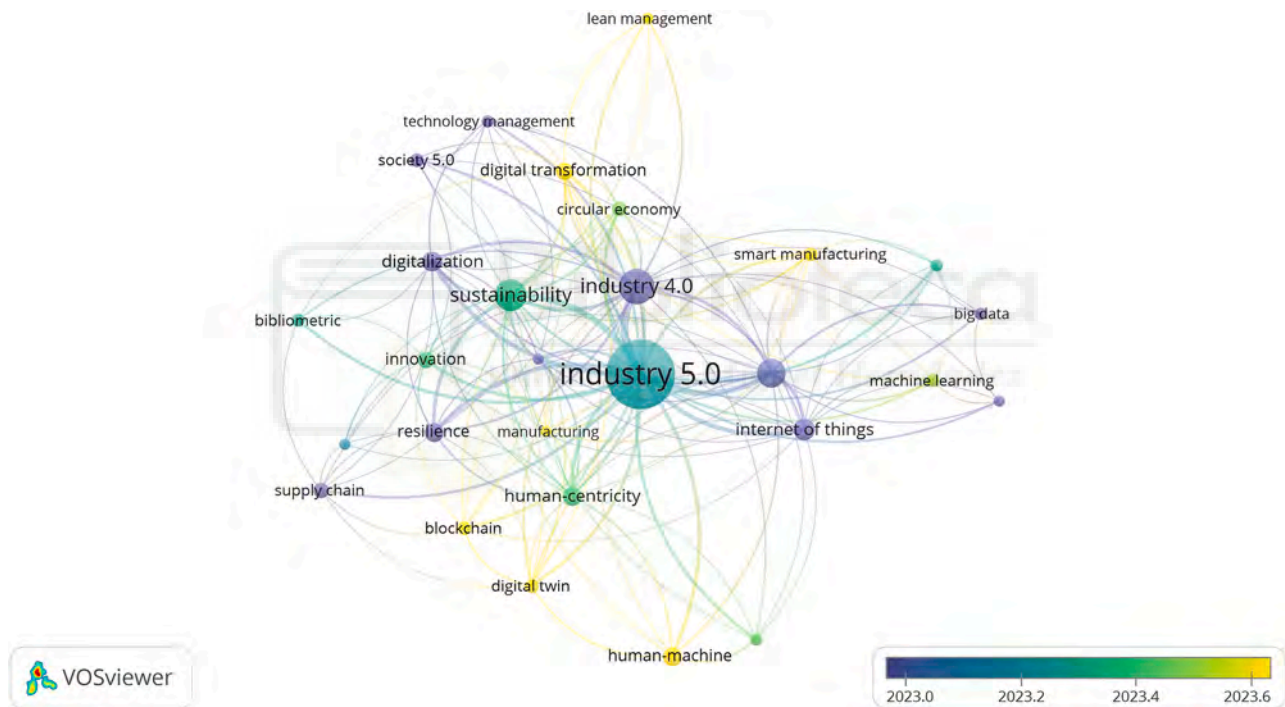 lean management
technology management
society 5.0
digital transformation
circular economy
smart manufacturing
digitalization
industry 4.0
sustainability
big data
bibliometric
innovation
industry 5.0
machine learning
resilience
manufacturing
internet of things
supply chain
human-centricity
blockchain
digital twin
human-machine
VOSviewer
2023.0 2023.2 2023.4 2023.6